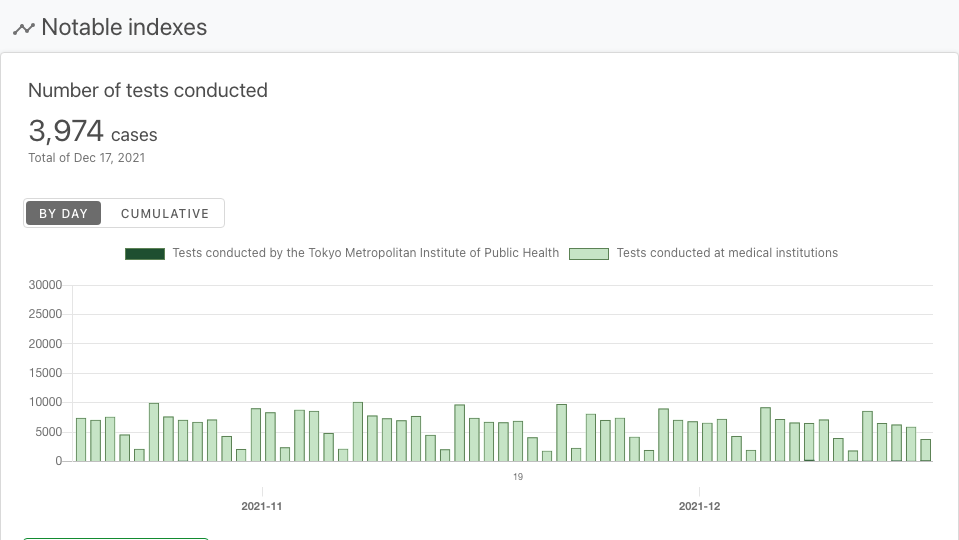 Notable indexes
Number of tests conducted
3,974 cases
Total of Dec 17, 2021
BY DAY CUMULATIVE
Tests conducted by the Tokyo Metropolitan Institute of Public Health Tests conducted at medical institutions
30000
25000
20000
15000
10000
5000
0
19
2021-11 2021-12